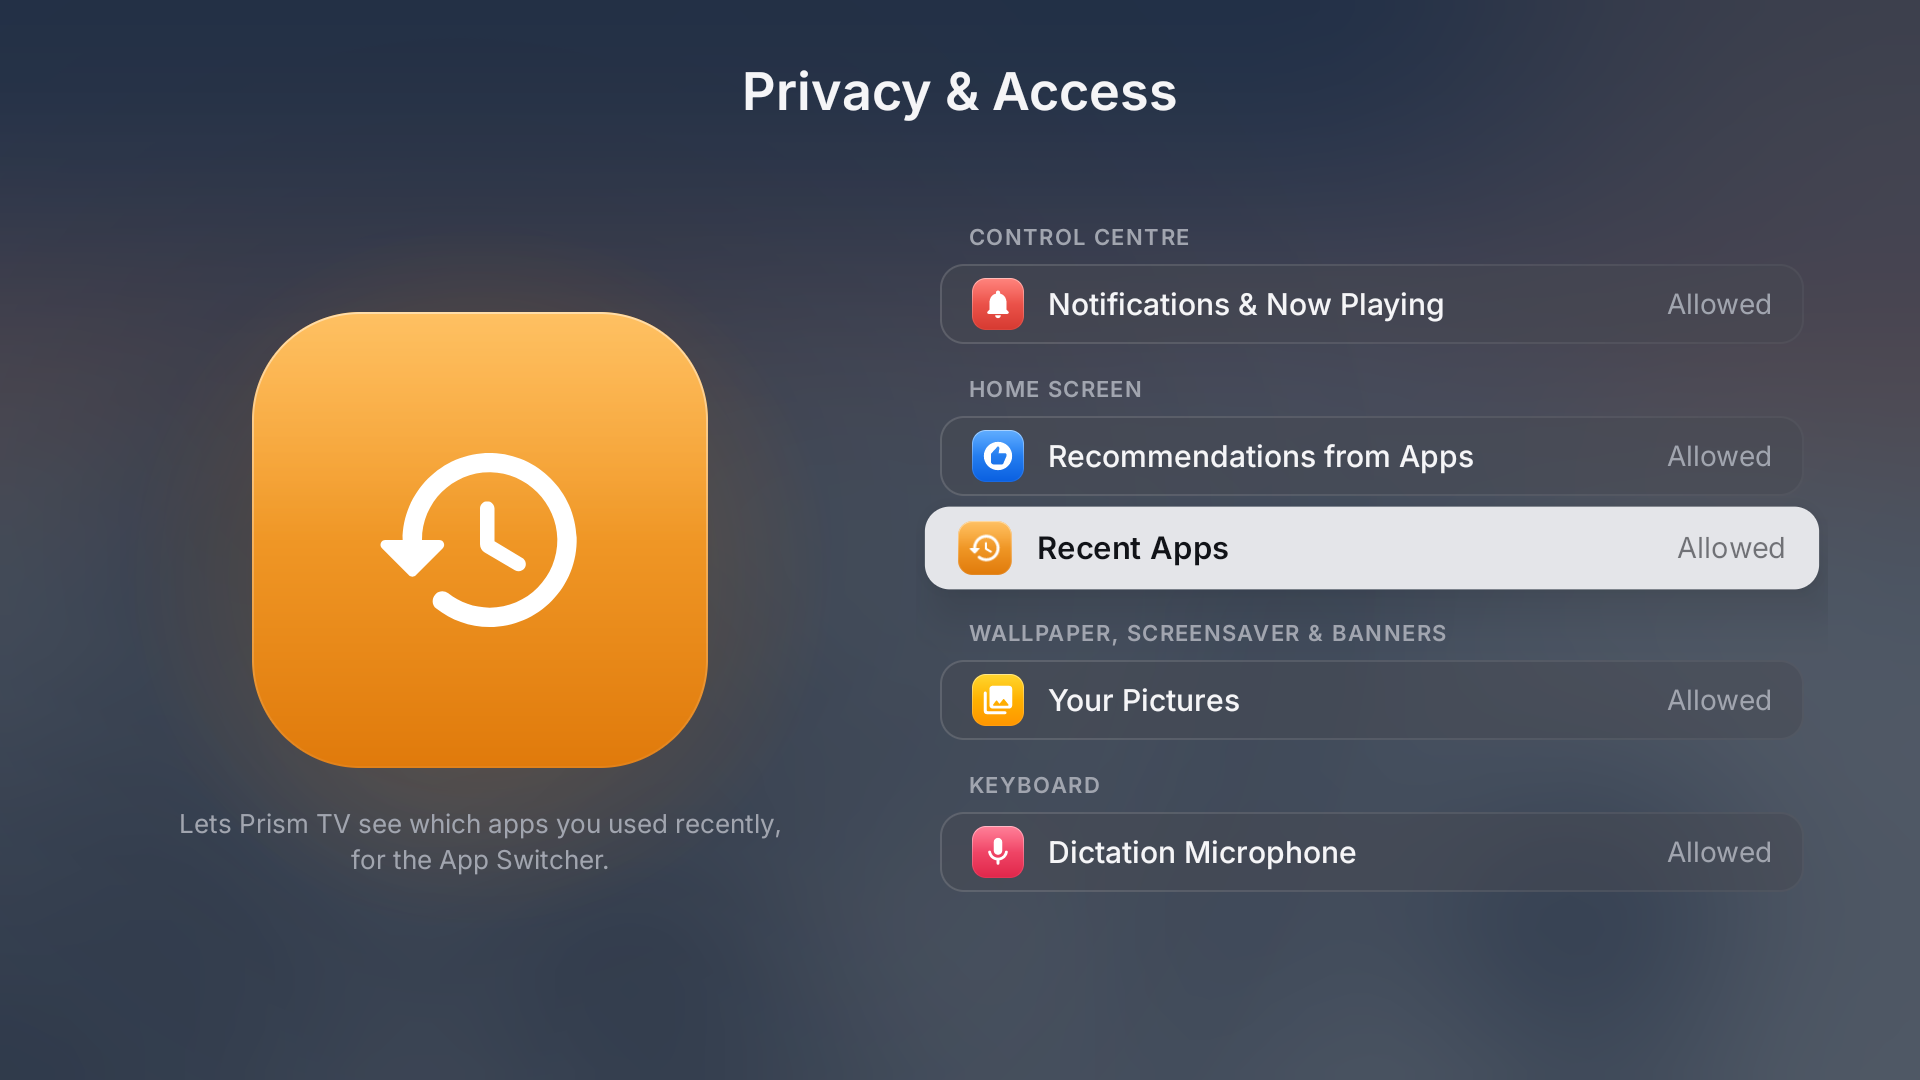 Privacy & Access
Lets Prism TV see which apps you used recently,
for the App Switcher.
CONTROL CENTRE
Notifications & Now Playing Allowed
HOME SCREEN
Recommendations from Apps Allowed
Recent Apps Allowed
WALLPAPER, SCREENSAVER & BANNERS
Your Pictures Allowed
KEYBOARD
Dictation Microphone Allowed